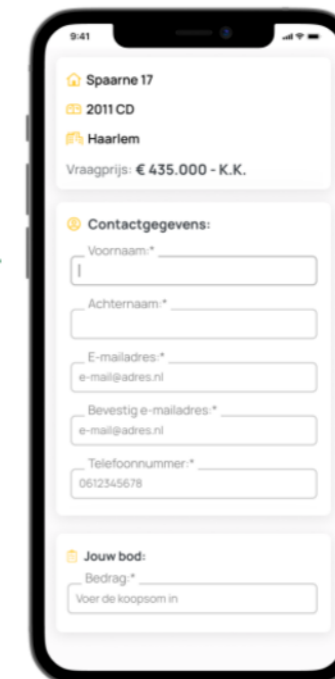 9:41
Spaarne 17
2011 CD
Haarlem
Vraagprijs: € 435.000 - K.K.
Contactgegevens:
Voornaam:*
Achternaam:*
E-mailadres:*
e-mail@adres.nl
Bevestig e-mailadres:*
e-mail@adres.nl
Telefoonnummer:*
0612345678
Jouw bod:
Bedrag:*
Voer de koopsom in